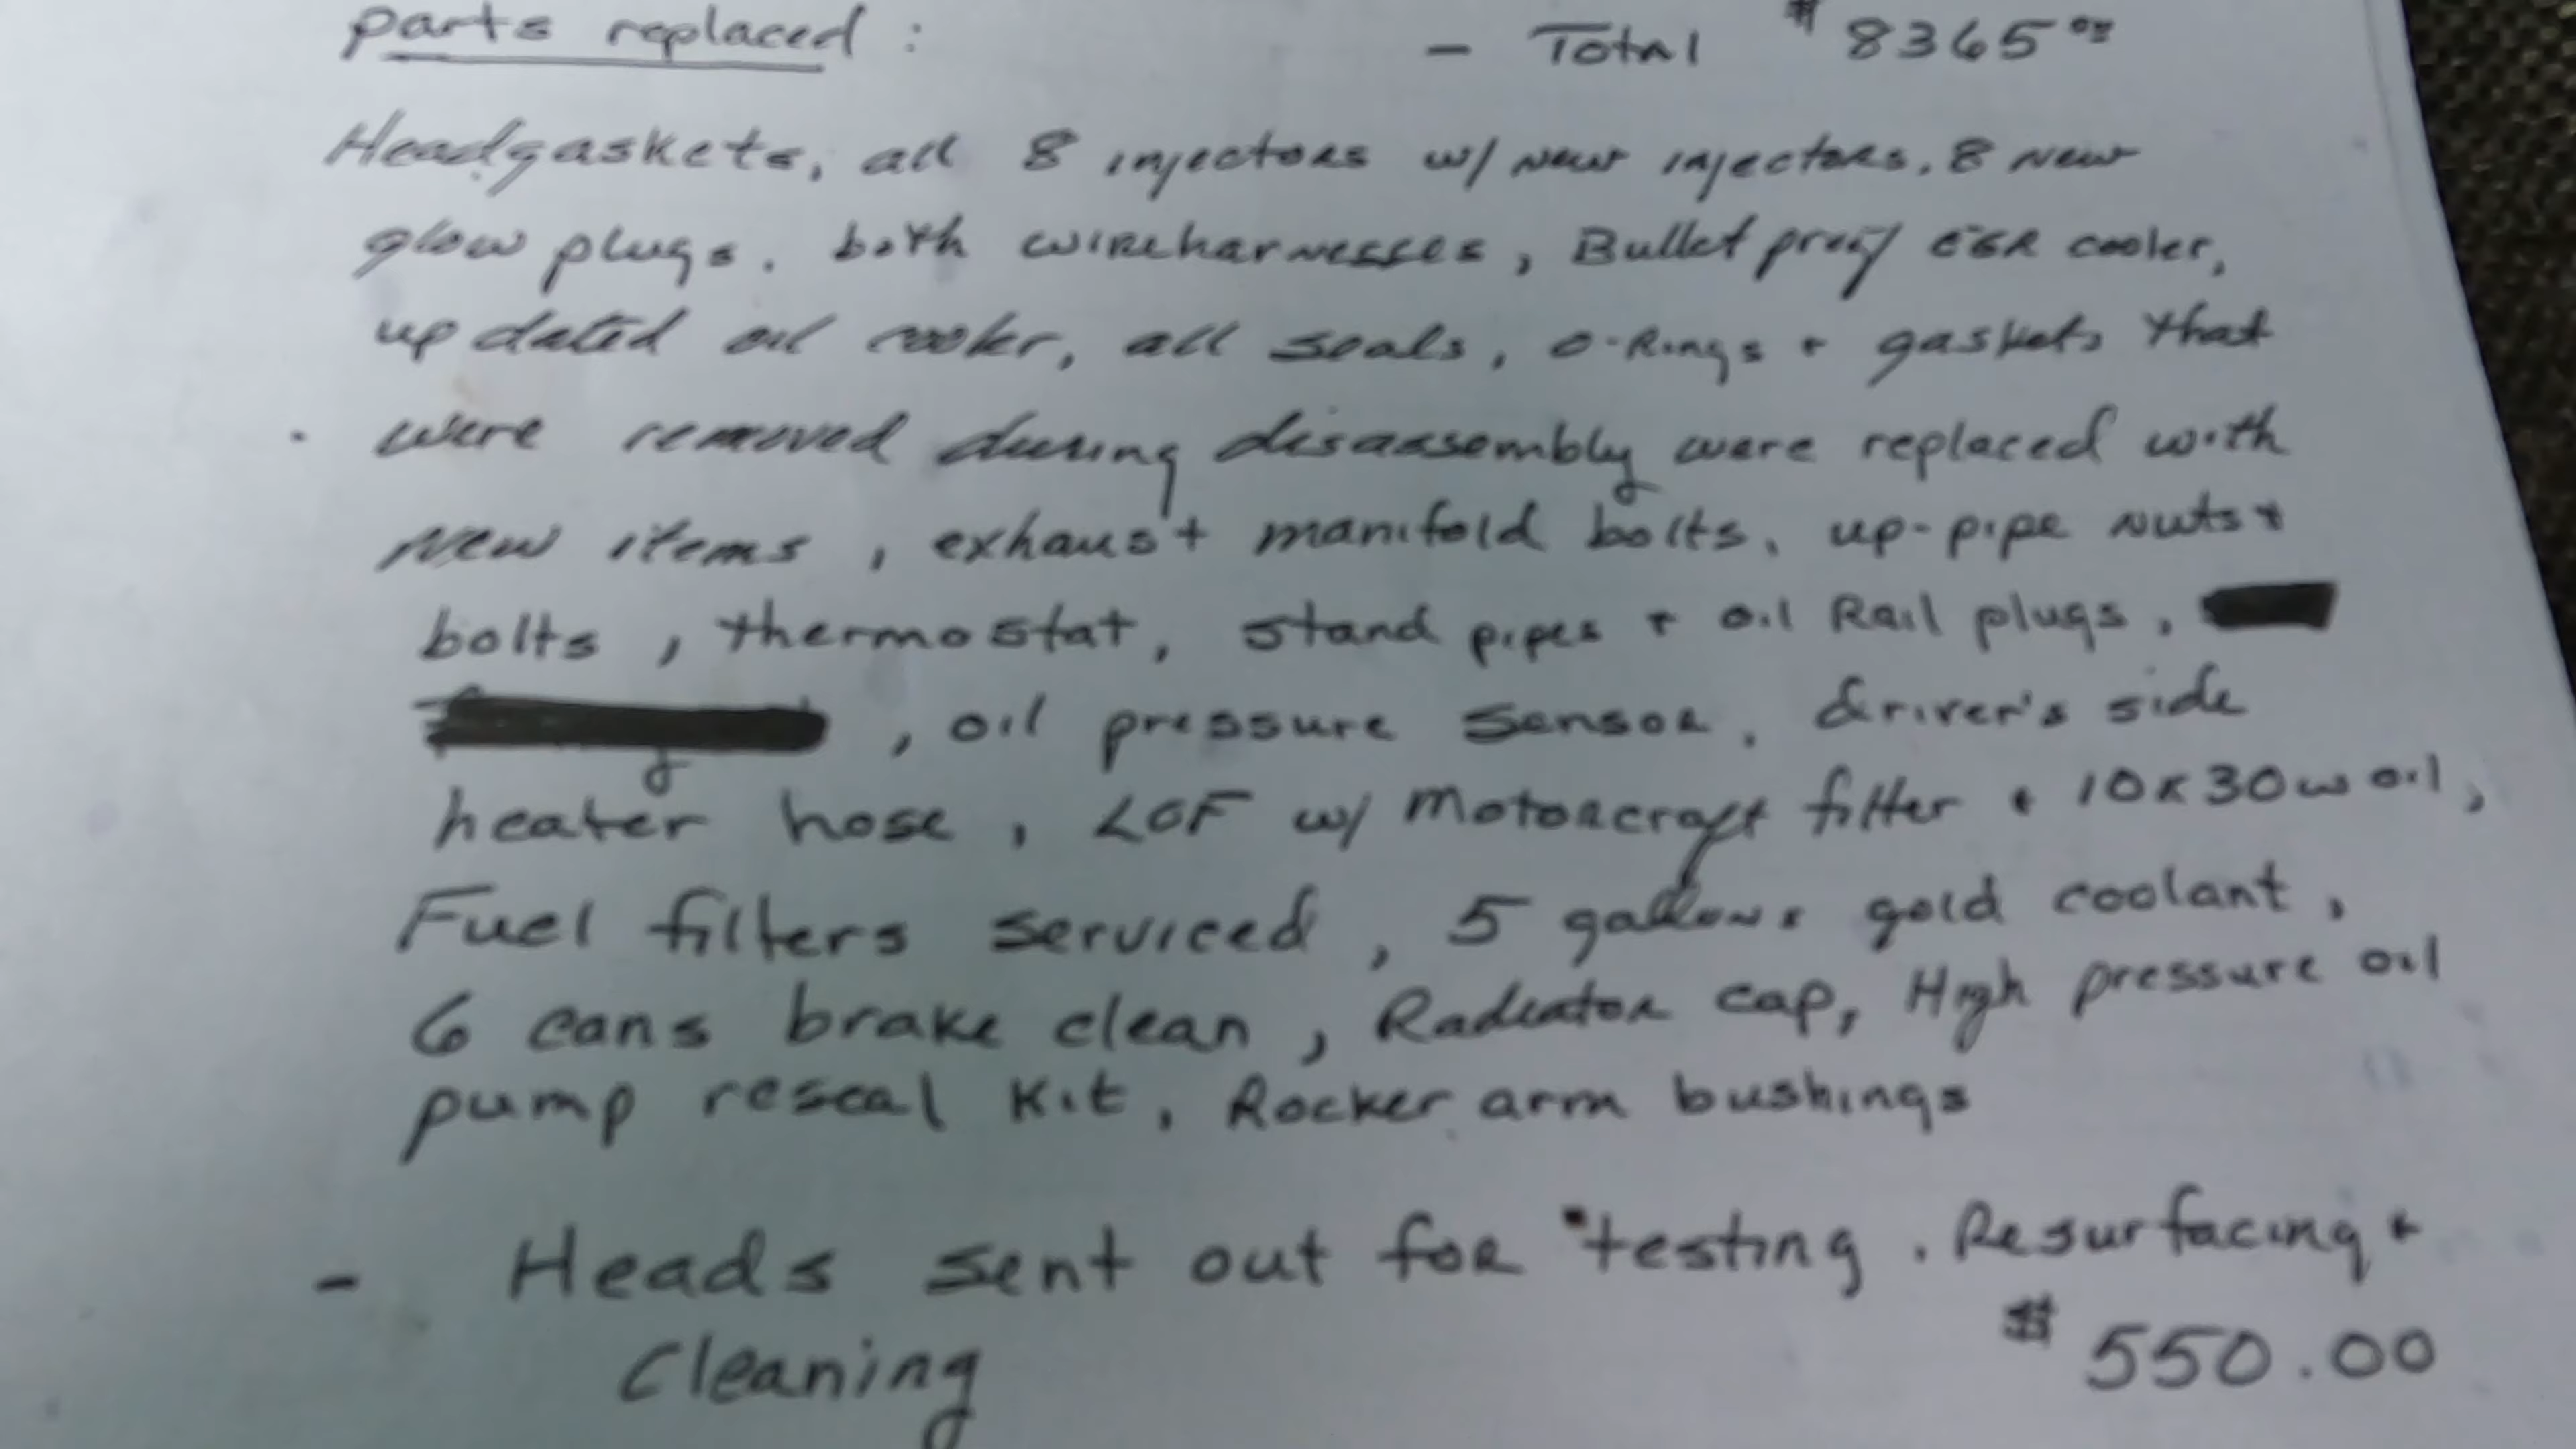 parts replaced : - Total $ 8365.00
Headgaskets, all 8 injectors w/ new injectors, 8 new
glow plugs, both wireharnesses, Bullet proof EGR cooler,
updated oil cooler, all seals, o-rings + gaskets that
were removed during disassembly were replaced with
New items, exhaust manifold bolts, up-pipe nuts +
bolts, thermostat, stand pipes + oil Rail plugs,
, oil pressure sensor, driver's side
heater hose, LOF w/ Motorcraft filter + 10x30w oil,
Fuel filters serviced, 5 gallons gold coolant,
6 cans brake clean, Radiator cap, High pressure oil
pump reseal Kit, Rocker arm bushings
- Heads sent out for testing, Resurfacing +
Cleaning $ 550.00